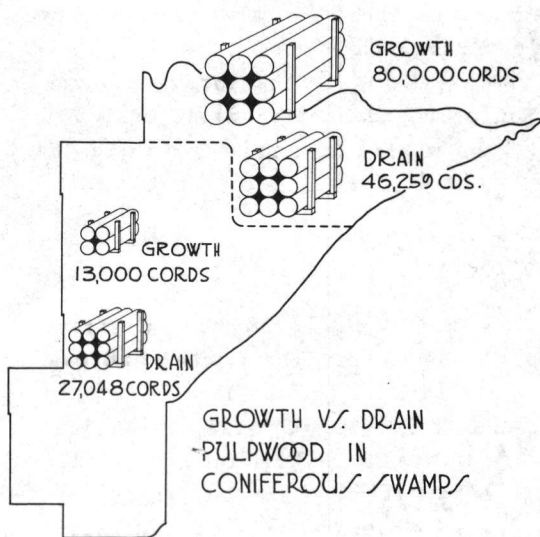 GROWTH
80,000 CORDS
DRAIN
46,259 CDS.
GROWTH
13,000 CORDS
DRAIN
27,048 CORDS
GROWTH VS. DRAIN
PULPWOOD IN
CONIFEROUS SWAMPS